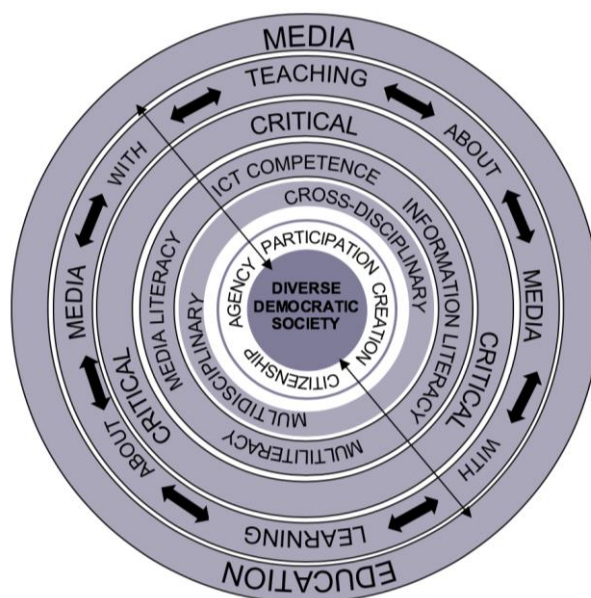 MEDIA
TEACHING
ABOUT
MEDIA
WITH
LEARNING
ABOUT
MEDIA
WITH
EDUCATION
CRITICAL
CRITICAL
CRITICAL
ICT COMPETENCE
INFORMATION LITERACY
MULTILITERACY
MEDIA LITERACY
CROSS-DISCIPLINARY
MULTIDISCIPLINARY
PARTICIPATION
CREATION
CITIZENSHIP
AGENCY
DIVERSE
DEMOCRATIC
SOCIETY